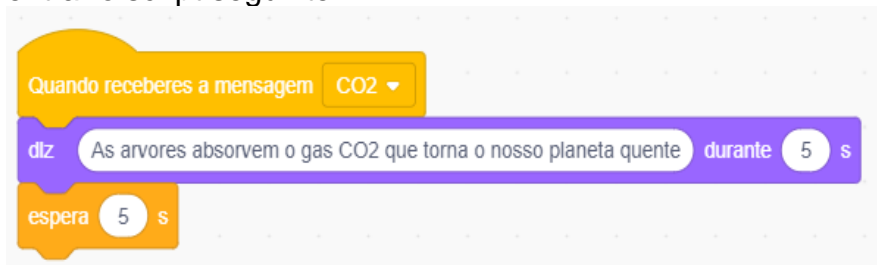 Quando receberes a mensagem CO2
dIz As arvores absorvem o gas CO2 que torna o nosso planeta quente durante 5 s
espera 5 s